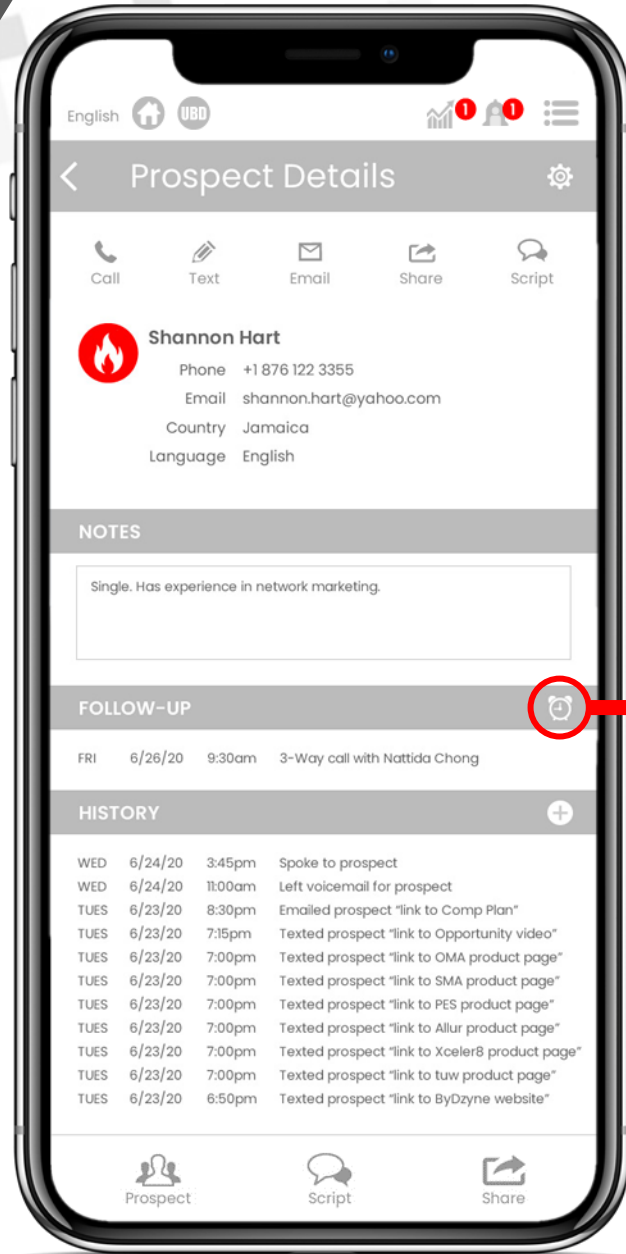 English UBD 1 1
Prospect Details
Call Text Email Share Script
Shannon Hart
Phone +1 876 122 3355
Email shannon.hart@yahoo.com
Country Jamaica
Language English
NOTES
Single. Has experience in network marketing.
FOLLOW-UP
FRI 6/26/20 9:30am 3-Way call with Nattida Chong
HISTORY
WED 6/24/20 3:45pm Spoke to prospect
WED 6/24/20 11:00am Left voicemail for prospect
TUES 6/23/20 8:30pm Emailed prospect “link to Comp Plan”
TUES 6/23/20 7:15pm Texted prospect “link to Opportunity video”
TUES 6/23/20 7:00pm Texted prospect “link to OMA product page”
TUES 6/23/20 7:00pm Texted prospect “link to SMA product page”
TUES 6/23/20 7:00pm Texted prospect “link to PES product page”
TUES 6/23/20 7:00pm Texted prospect “link to Allur product page”
TUES 6/23/20 7:00pm Texted prospect “link to Xceler8 product page”
TUES 6/23/20 7:00pm Texted prospect “link to tuw product page”
TUES 6/23/20 6:50pm Texted prospect “link to ByDzyne website”
Prospect Script Share